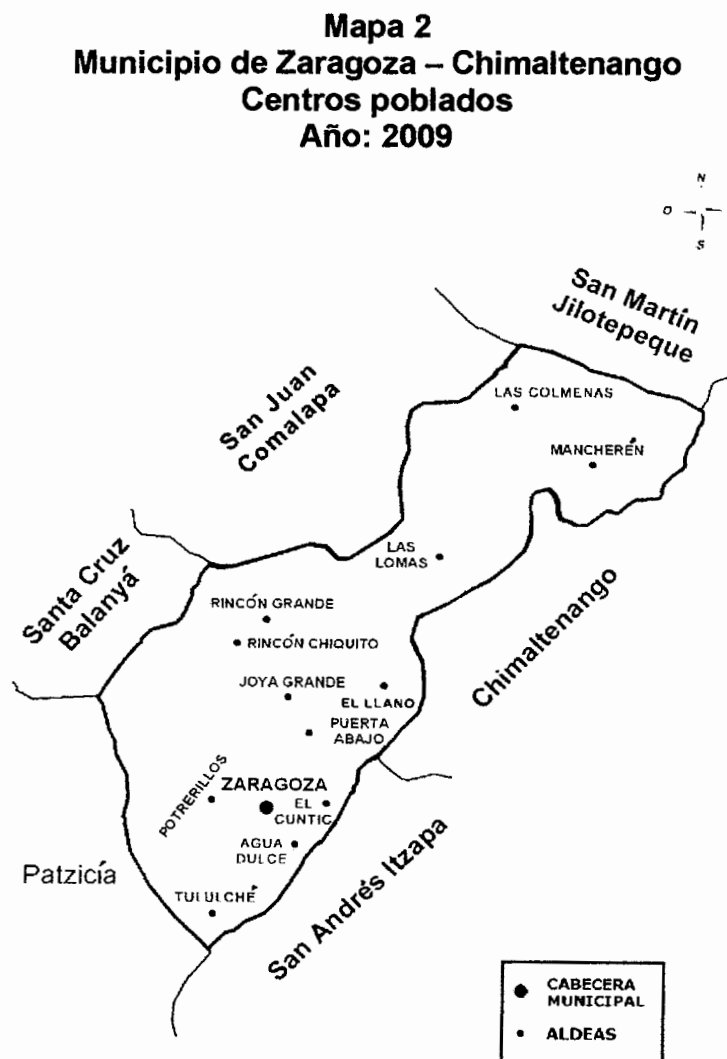 Mapa 2
Municipio de Zaragoza – Chimaltenango
Centros poblados
Año: 2009
N
O
S
San Martín
Jilotepeque
San Juan
Comalapa
LAS COLMENAS
MANCHERÉN
LAS
LOMAS
Santa Cruz
Balanyá
RINCÓN GRANDE
RINCÓN CHIQUITO
Chimaltenango
JOYA GRANDE
EL LLANO
PUERTA
ABAJO
POTRERILLOS
ZARAGOZA
EL
CUNTIC
AGUA
DULCE
Patzicía
San Andrés Itzapa
TULULCHÉ
CABECERA
MUNICIPAL
ALDEAS